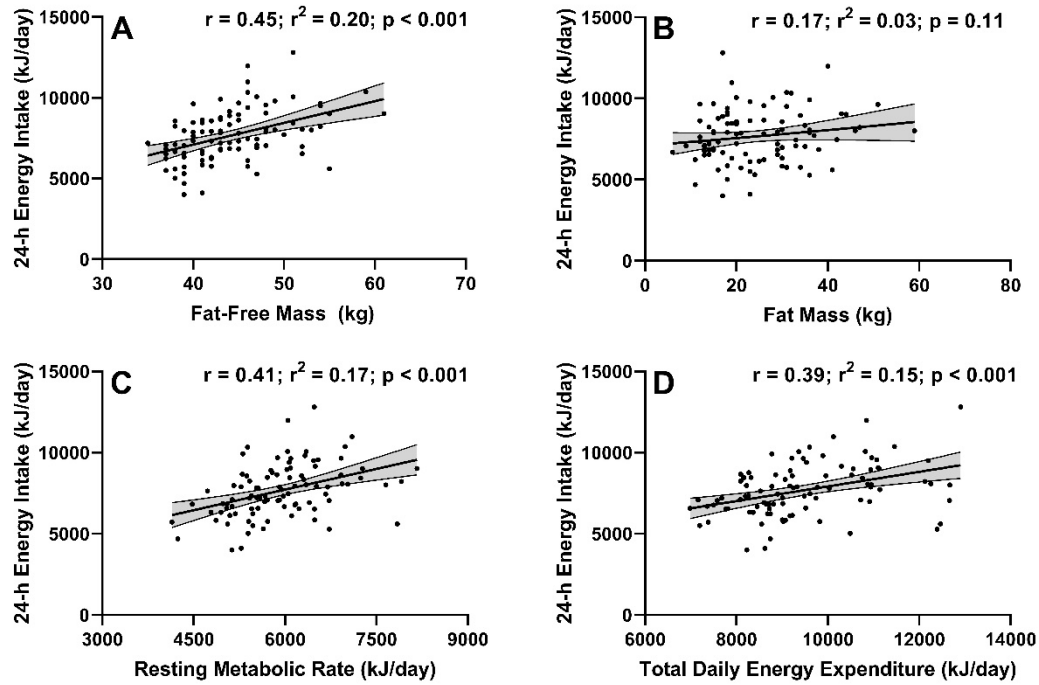 A
r = 0.45; r² = 0.20; p < 0.001
24-h Energy Intake (kJ/day)
15000
10000
5000
0
30 40 50 60 70
Fat-Free Mass (kg)
B
r = 0.17; r² = 0.03; p = 0.11
24-h Energy Intake (kJ/day)
15000
10000
5000
0
0 20 40 60 80
Fat Mass (kg)
C
r = 0.41; r² = 0.17; p < 0.001
24-h Energy Intake (kJ/day)
15000
10000
5000
0
3000 4500 6000 7500 9000
Resting Metabolic Rate (kJ/day)
D
r = 0.39; r² = 0.15; p < 0.001
24-h Energy Intake (kJ/day)
15000
10000
5000
0
6000 8000 10000 12000 14000
Total Daily Energy Expenditure (kJ/day)